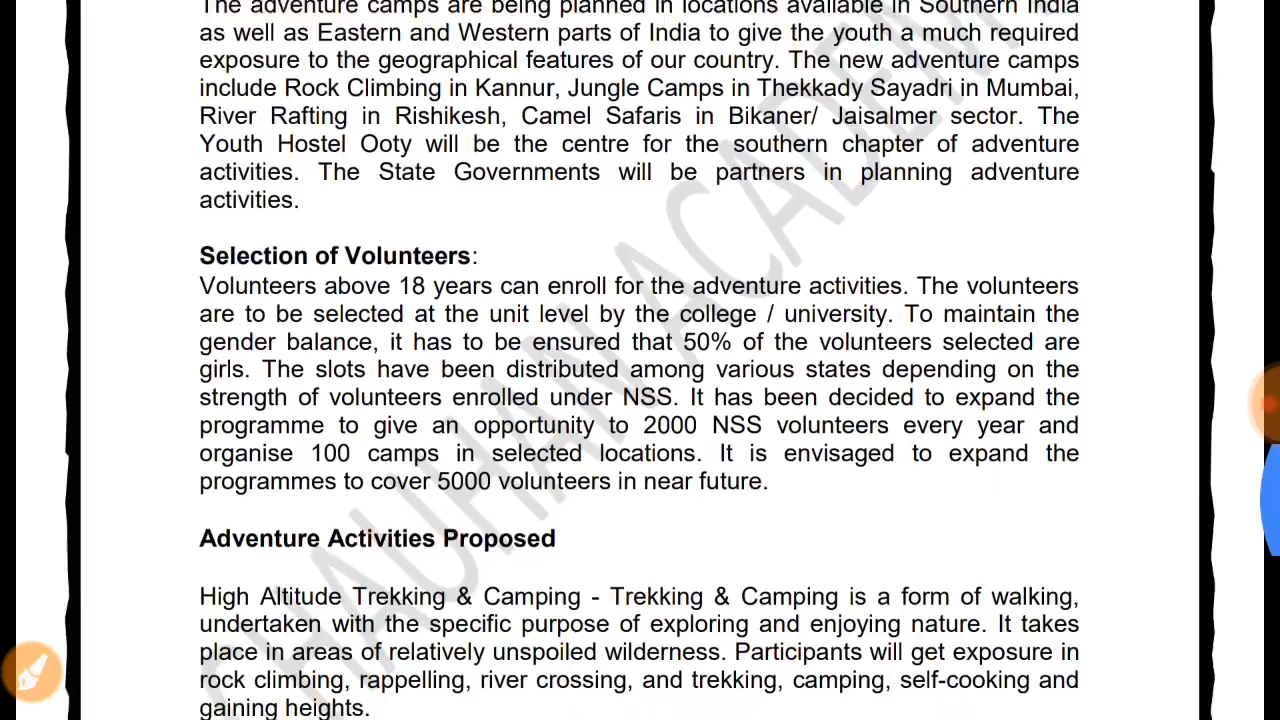 The adventure camps are being planned in locations available in Southern India
as well as Eastern and Western parts of India to give the youth a much required
exposure to the geographical features of our country. The new adventure camps
include Rock Climbing in Kannur, Jungle Camps in Thekkady Sayadri in Mumbai,
River Rafting in Rishikesh, Camel Safaris in Bikaner/ Jaisalmer sector. The
Youth Hostel Ooty will be the centre for the southern chapter of adventure
activities. The State Governments will be partners in planning adventure
activities.
Selection of Volunteers:
Volunteers above 18 years can enroll for the adventure activities. The volunteers
are to be selected at the unit level by the college / university. To maintain the
gender balance, it has to be ensured that 50% of the volunteers selected are
girls. The slots have been distributed among various states depending on the
strength of volunteers enrolled under NSS. It has been decided to expand the
programme to give an opportunity to 2000 NSS volunteers every year and
organise 100 camps in selected locations. It is envisaged to expand the
programmes to cover 5000 volunteers in near future.
Adventure Activities Proposed
High Altitude Trekking & Camping - Trekking & Camping is a form of walking,
undertaken with the specific purpose of exploring and enjoying nature. It takes
place in areas of relatively unspoiled wilderness. Participants will get exposure in
rock climbing, rappelling, river crossing, and trekking, camping, self-cooking and
gaining heights.
CHAUHAN ACADEM